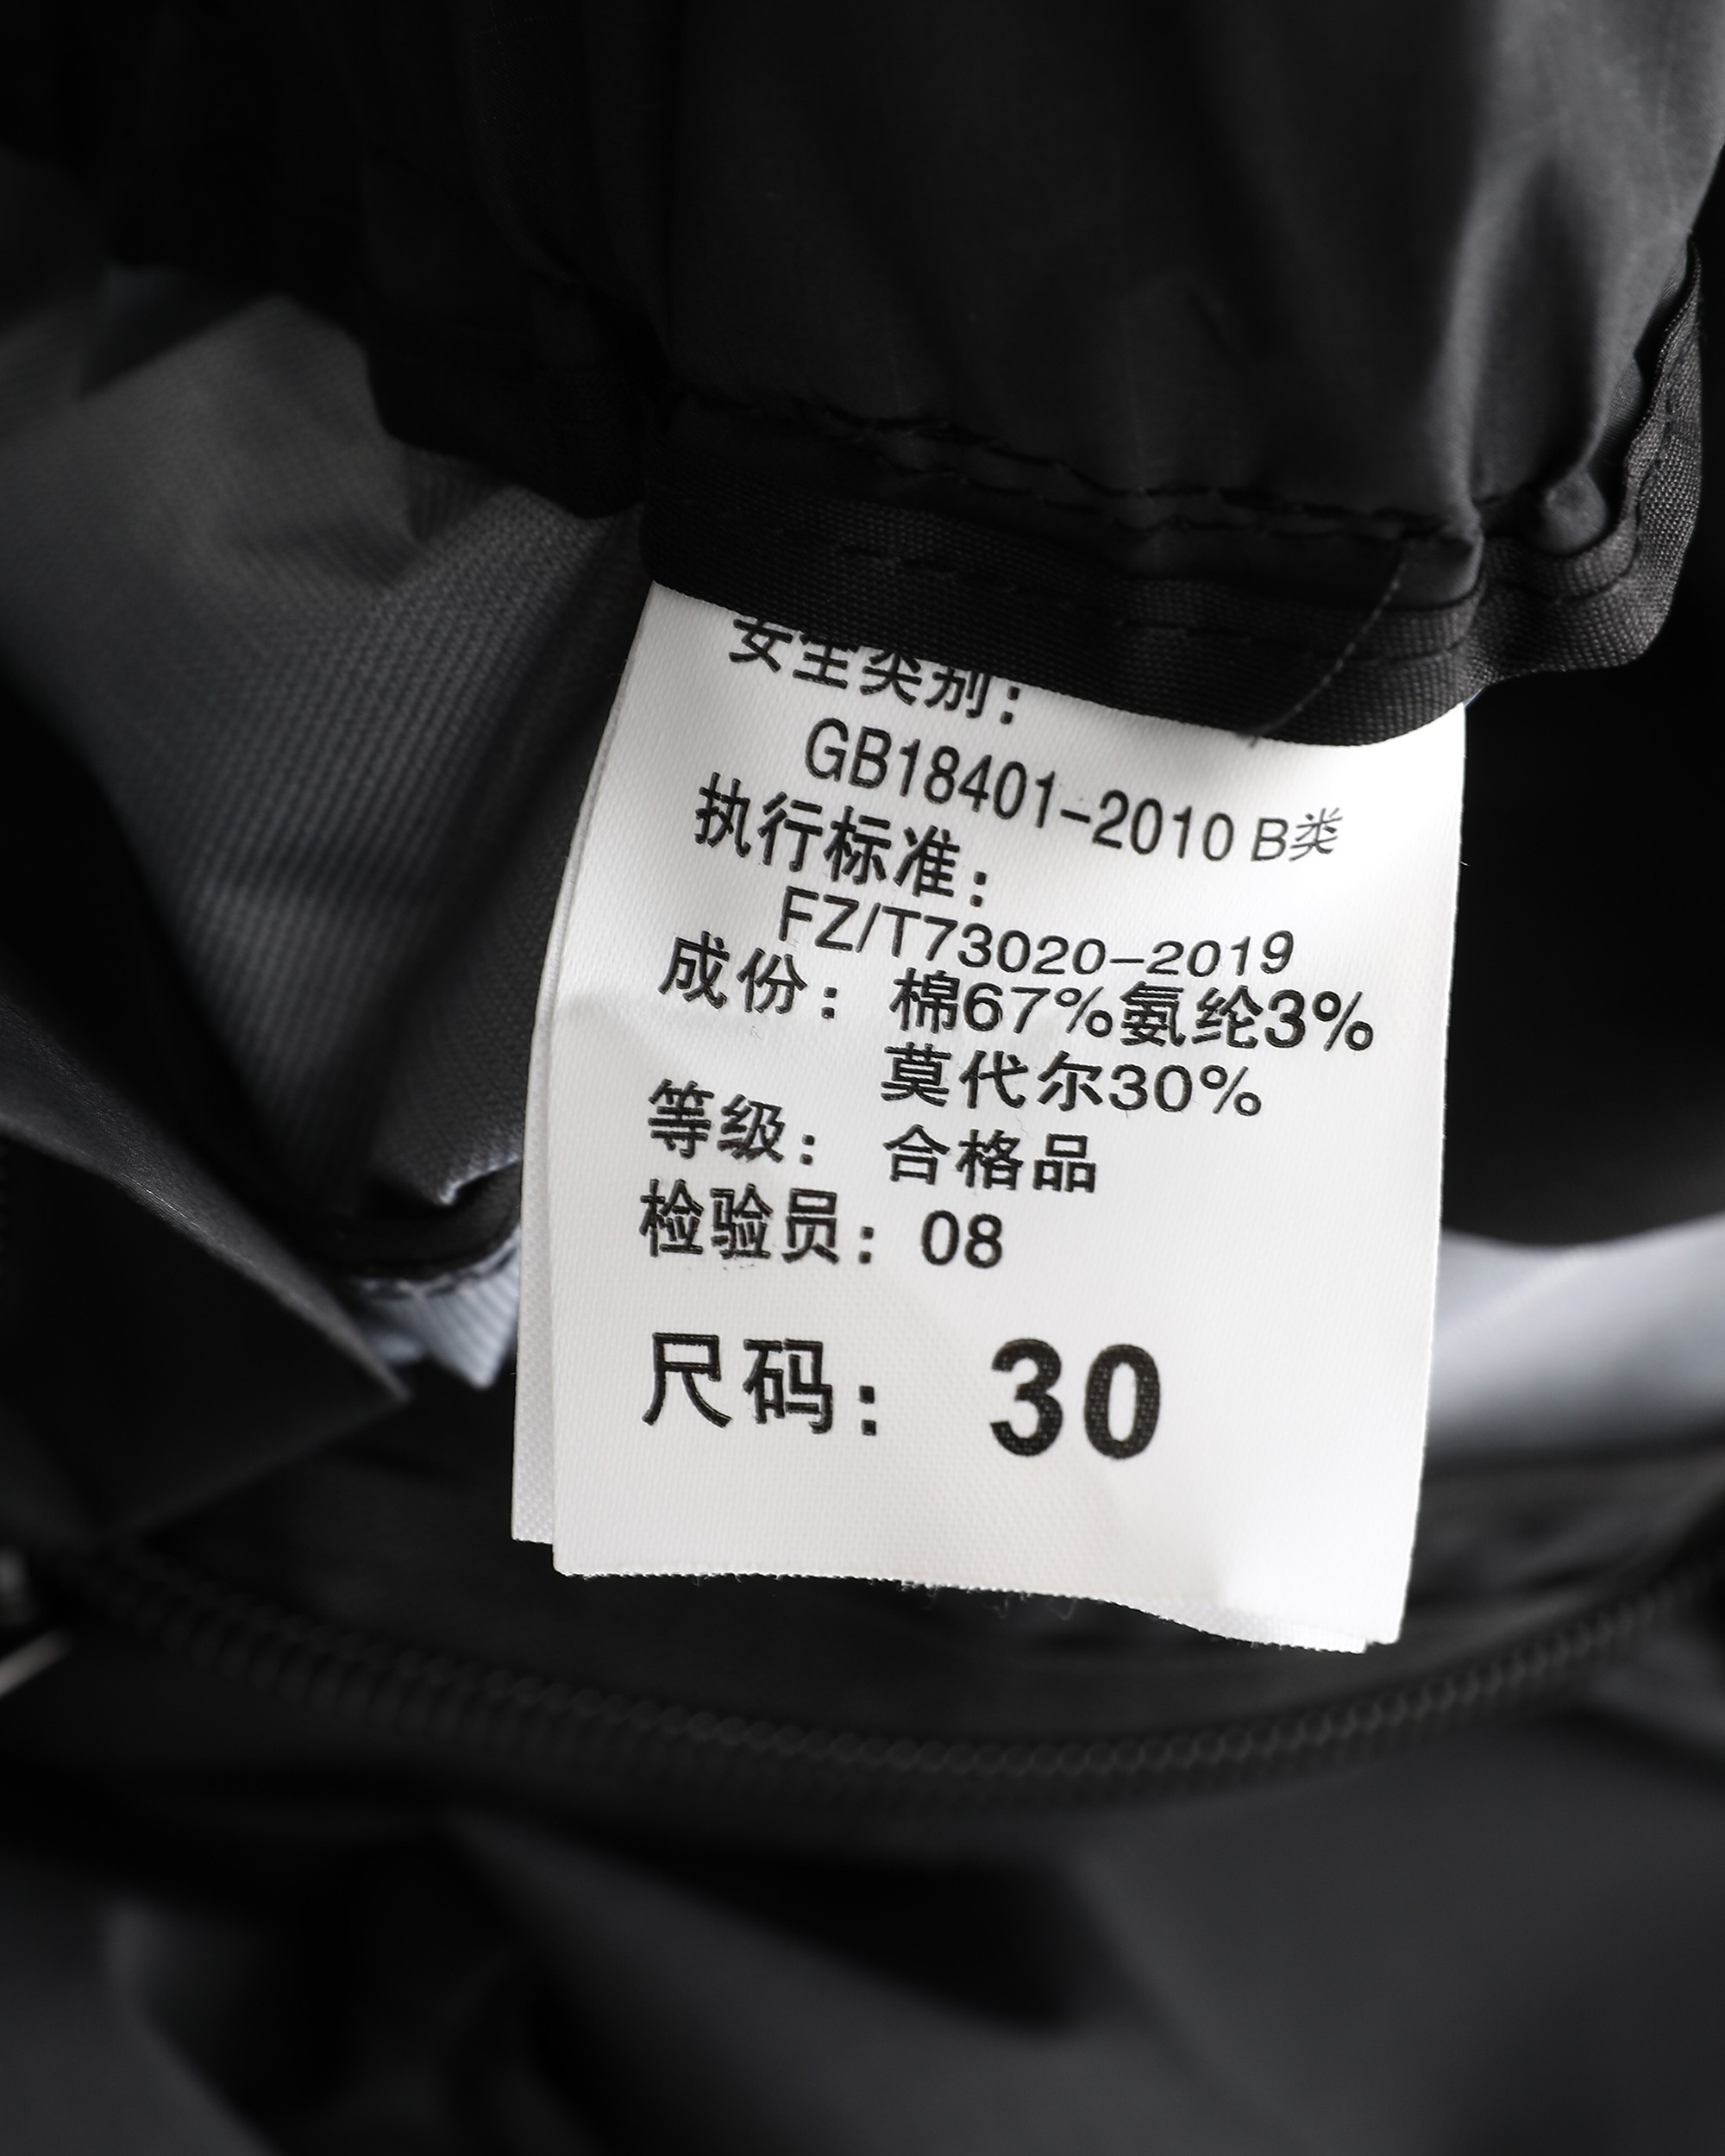 安全类别：
GB18401-2010 B类
执行标准：
FZ/T73020-2019
成份：棉67%氨纶3%
莫代尔30%
等级：合格品
检验员：08
尺码：30